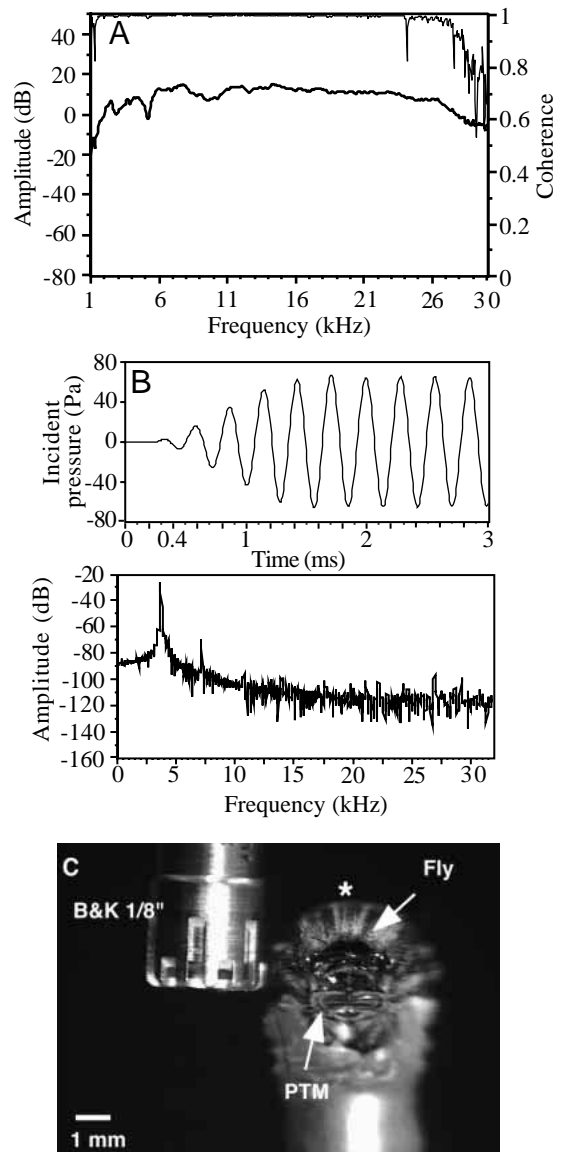 A
40
20
0
-20
-40
-60
-80
Amplitude (dB)
1
0.8
0.6
0.4
0.2
0
Coherence
1 6 11 16 21 26 30
Frequency (kHz)
B
80
40
0
-40
-80
Incident
pressure (Pa)
0 0.4 1 2 3
Time (ms)
-20
-40
-60
-80
-100
-120
-140
-160
Amplitude (dB)
0 5 10 15 20 25 30
Frequency (kHz)
C
*
Fly
B&K 1/8"
PTM
1 mm